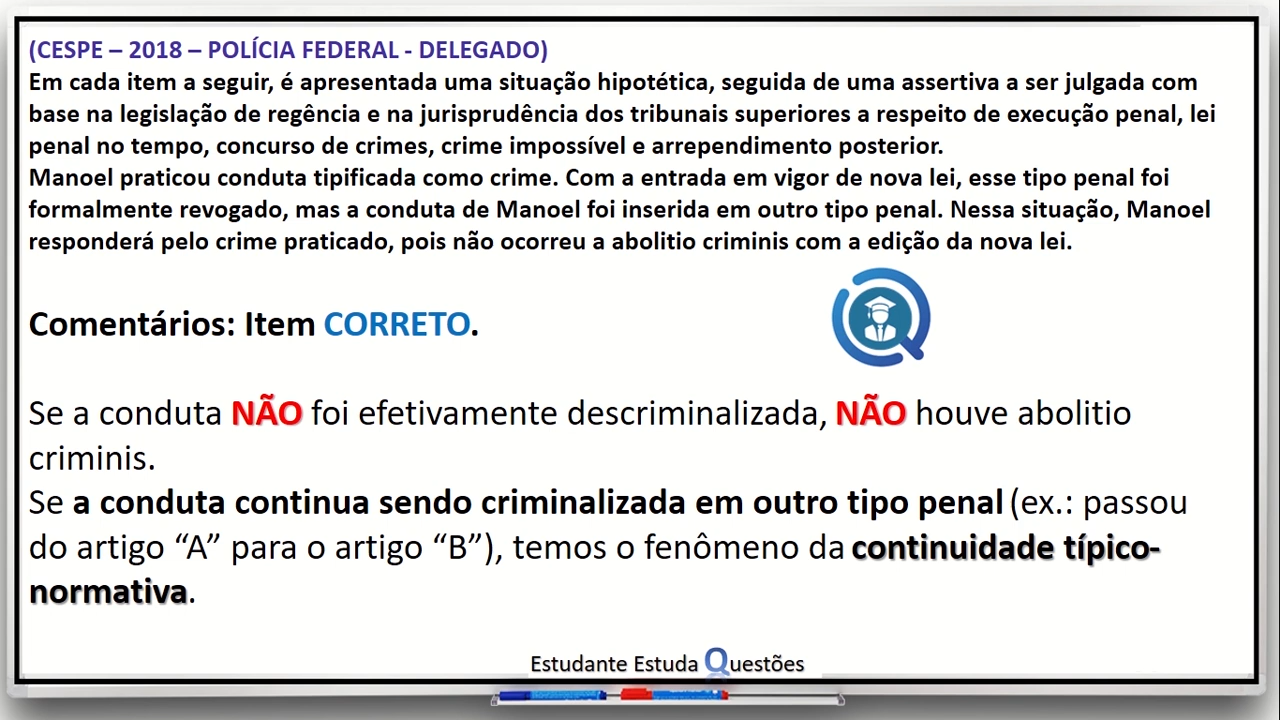 (CESPE – 2018 – POLÍCIA FEDERAL - DELEGADO)
Em cada item a seguir, é apresentada uma situação hipotética, seguida de uma assertiva a ser julgada com
base na legislação de regência e na jurisprudência dos tribunais superiores a respeito de execução penal, lei
penal no tempo, concurso de crimes, crime impossível e arrependimento posterior.
Manoel praticou conduta tipificada como crime. Com a entrada em vigor de nova lei, esse tipo penal foi
formalmente revogado, mas a conduta de Manoel foi inserida em outro tipo penal. Nessa situação, Manoel
responderá pelo crime praticado, pois não ocorreu a abolitio criminis com a edição da nova lei.
Comentários: Item CORRETO.
Se a conduta NÃO foi efetivamente descriminalizada, NÃO houve abolitio
criminis.
Se a conduta continua sendo criminalizada em outro tipo penal (ex.: passou
do artigo “A” para o artigo “B”), temos o fenômeno da continuidade típico-
normativa.
Estudante Estuda Questões